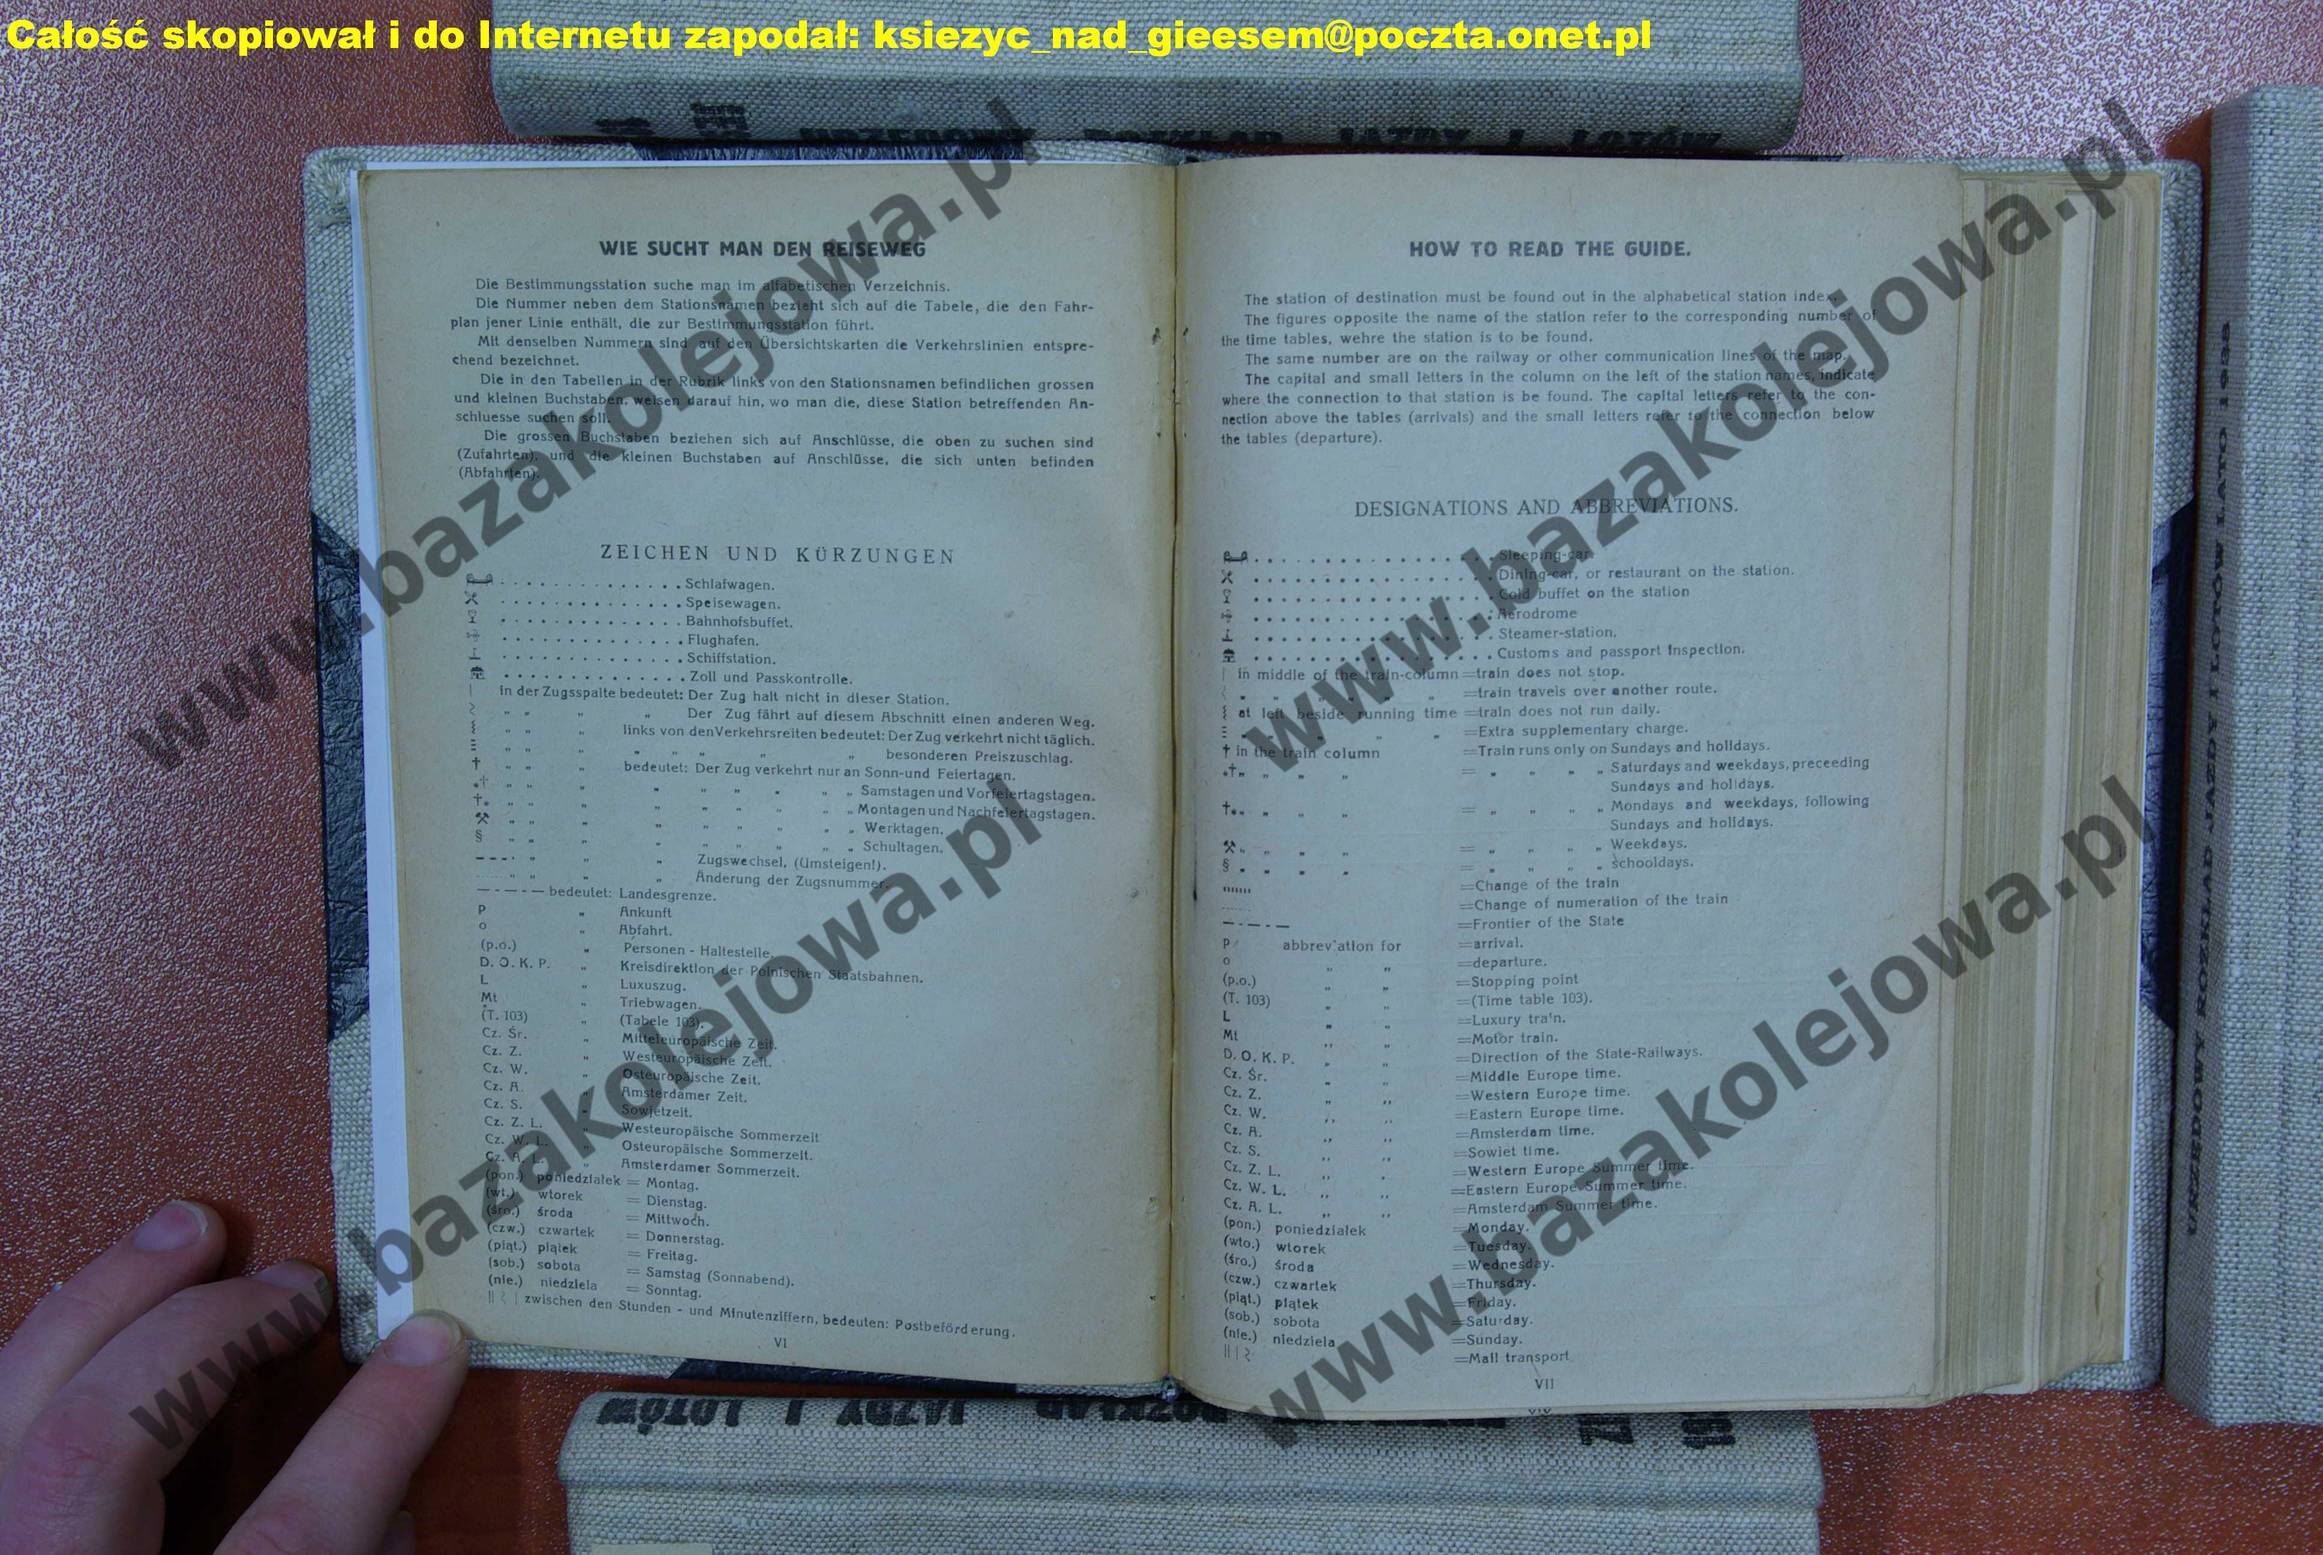 Całość skopiował i do Internetu zapodał: ksiezyc_nad_gieesem@poczta.onet.pl
ROZKŁAD JAZDY I LOTÓW
WIE SUCHT MAN DEN REISEWEG
Die Bestimmungsstation suche man im alfabetischen Verzeichnis.
Die Nummer neben dem Stationsnamen bezieht sich auf die Tabele, die den Fahr-
plan jener Linie enthält, die zur Bestimmungsstation führt.
Mit denselben Nummern sind auf den Übersichtskarten die Verkehrslinien entspre-
chend bezeichnet.
Die in den Tabellen in der Rubrik links von den Stationsnamen befindlichen grossen
und kleinen Buchstaben, weisen darauf hin, wo man die, diese Station betreffenden An-
schluesse suchen soll.
Die grossen Buchstaben beziehen sich auf Anschlüsse, die oben zu suchen sind
(Zufahrten), und die kleinen Buchstaben auf Anschlüsse, die sich unten befinden
(Abfahrten).
ZEICHEN UND KÜRZUNGEN
. . . . . . . . . . . . . . Schlafwagen.
. . . . . . . . . . . . . . Speisewagen.
. . . . . . . . . . . . . . Bahnhofsbuffet.
. . . . . . . . . . . . . . Flughafen.
. . . . . . . . . . . . . . Schiffstation.
. . . . . . . . . . . . . . Zoll und Passkontrolle.
| in der Zugsspalte bedeutet: Der Zug halt nicht in dieser Station.
„ „ „ „ Der Zug fährt auf diesem Abschnitt einen anderen Weg.
„ „ „ links von denVerkehrsreiten bedeutet: Der Zug verkehrt nicht täglich.
„ „ „ „ „ „ „ „ besonderen Preiszuschlag.
† „ „ „ bedeutet: Der Zug verkehrt nur an Sonn-und Feiertagen.
•† „ „ „ „ „ „ „ „ „ Samstagen und Vorfeiertagstagen.
†• „ „ „ „ „ „ „ „ „ Montagen und Nachfeiertagstagen.
⚒ „ „ „ „ „ „ „ „ „ Werktagen.
§ „ „ „ „ „ „ „ „ „ Schultagen.
---- „ „ „ Zugswechsel, (Umsteigen!).
...... „ „ „ „ Änderung der Zugsnummer.
—-—-— bedeutet: Landesgrenze.
P „ Ankunft
o „ Abfahrt.
(p.o.) „ Personen - Haltestelle.
D. O. K. P. „ Kreisdirektion der Polnischen Staatsbahnen.
L „ Luxuszug.
Mt „ Triebwagen.
(T. 103) „ (Tabele 103).
Cz. Śr. „ Mitteleuropäische Zeit.
Cz. Z. „ Westeuropäische Zeit.
Cz. W. „ Osteuropäische Zeit.
Cz. A. „ Amsterdamer Zeit.
Cz. S. „ Sowjetzeit.
Cz. Z. L. „ Westeuropäische Sommerzeit
Cz. W. L. „ Osteuropäische Sommerzeit.
Cz. A. L. „ Amsterdamer Sommerzeit.
(pon.) poniedziałek = Montag.
(wt.) wtorek = Dienstag.
(śro.) środa = Mittwoch.
(czw.) czwartek = Donnerstag.
(piąt.) piątek = Freitag.
(sob.) sobota = Samstag (Sonnabend).
(nie.) niedziela = Sonntag.
zwischen den Stunden - und Minutenziffern, bedeuten: Postbeförderung.
VI
HOW TO READ THE GUIDE.
The station of destination must be found out in the alphabetical station index.
The figures opposite the name of the station refer to the corresponding number of
the time tables, wehre the station is to be found.
The same number are on the railway or other communication lines of the map.
The capital and small letters in the column on the left of the station names, indicate
where the connection to that station is be found. The capital letters refer to the con-
nection above the tables (arrivals) and the small letters refer to the connection below
the tables (departure).
DESIGNATIONS AND ABBREVIATIONS.
. . . . . . . . . . . . . . . . Sleeping-car.
. . . . . . . . . . . . . . . . Dining-car, or restaurant on the station.
. . . . . . . . . . . . . . . . Cold buffet on the station
. . . . . . . . . . . . . . . . Aerodrome
. . . . . . . . . . . . . . . . Steamer-station.
. . . . . . . . . . . . . . . . Customs and passport inspection.
| in middle of the train-column =train does not stop.
„ „ „ „ „ =train travels over another route.
at left beside running time =train does not run daily.
„ „ „ „ „ =Extra supplementary charge.
† in the train column =Train runs only on Sundays and holidays.
•† „ „ „ „ = „ „ „ „ Saturdays and weekdays, preceeding
Sundays and holidays.
†• „ „ „ „ = „ „ „ „ Mondays and weekdays, following
Sundays and holidays.
⚒ „ „ „ „ = „ „ „ „ Weekdays.
§ „ „ „ „ = „ „ „ „ schooldays.
=Change of the train
=Change of numeration of the train
—-—-— =Frontier of the State
P abbreviation for =arrival.
o „ „ =departure.
(p.o.) „ „ =Stopping point
(T. 103) „ „ =(Time table 103).
L „ „ =Luxury train.
Mt „ „ =Motor train.
D. O. K. P. „ „ =Direction of the State-Railways.
Cz. Śr. „ „ =Middle Europe time.
Cz. Z. „ „ =Western Europe time.
Cz. W. „ „ =Eastern Europe time.
Cz. A. „ „ =Amsterdam time.
Cz. S. „ „ =Sowiet time.
Cz. Z. L. „ „ =Western Europe Summer time.
Cz. W. L. „ „ =Eastern Europe Summer time.
Cz. A. L. „ „ =Amsterdam Summer time.
(pon.) poniedziałek =Monday.
(wto.) wtorek =Tuesday.
(śro.) środa =Wednesday.
(czw.) czwartek =Thursday.
(piąt.) piątek =Friday.
(sob.) sobota =Saturday.
(nie.) niedziela =Sunday.
=Mail transport
VII
URZĘDOWY ROZKŁAD JAZDY I LOTÓW LATO
ROZKŁAD JAZDY I LOTÓW
www.bazakolejowa.pl
www.bazakolejowa.pl
www.bazakolejowa.pl
www.bazakolejowa.pl